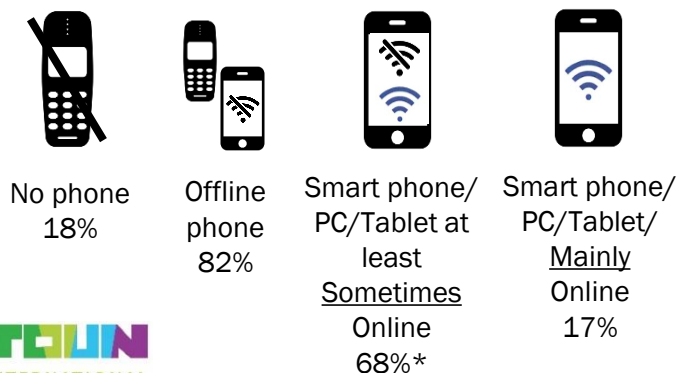 No phone
18%
Offline
phone
82%
Smart phone/
PC/Tablet at
least
Sometimes
Online
68%*
Smart phone/
PC/Tablet/
Mainly
Online
17%